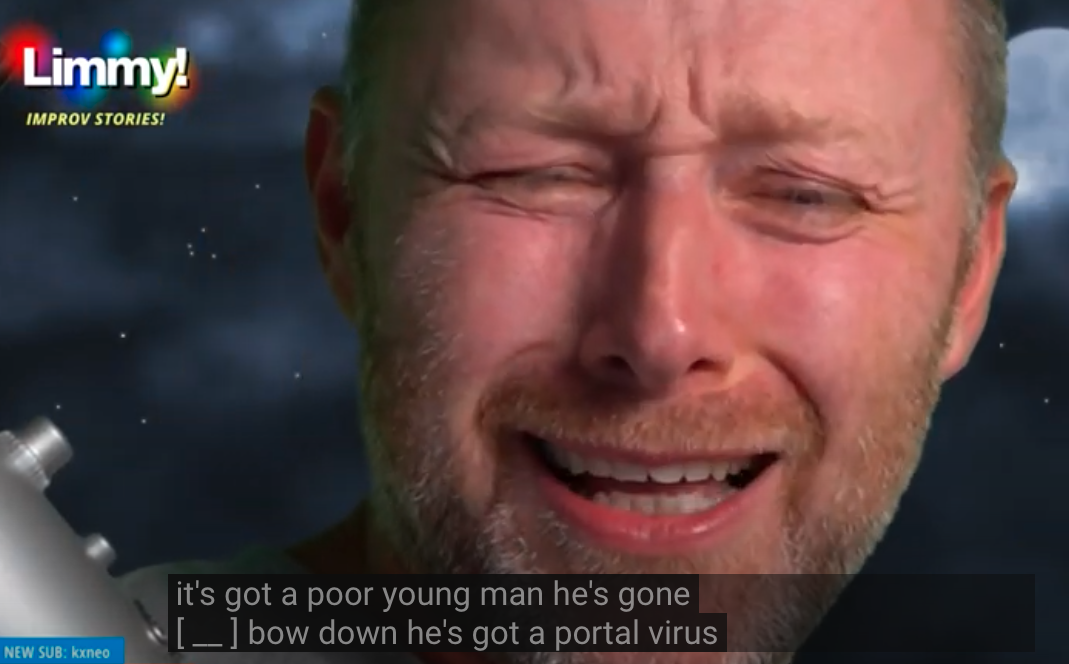 Limmy!
IMPROV STORIES!
it's got a poor young man he's gone
[ __ ] bow down he's got a portal virus
NEW SUB: kxneo